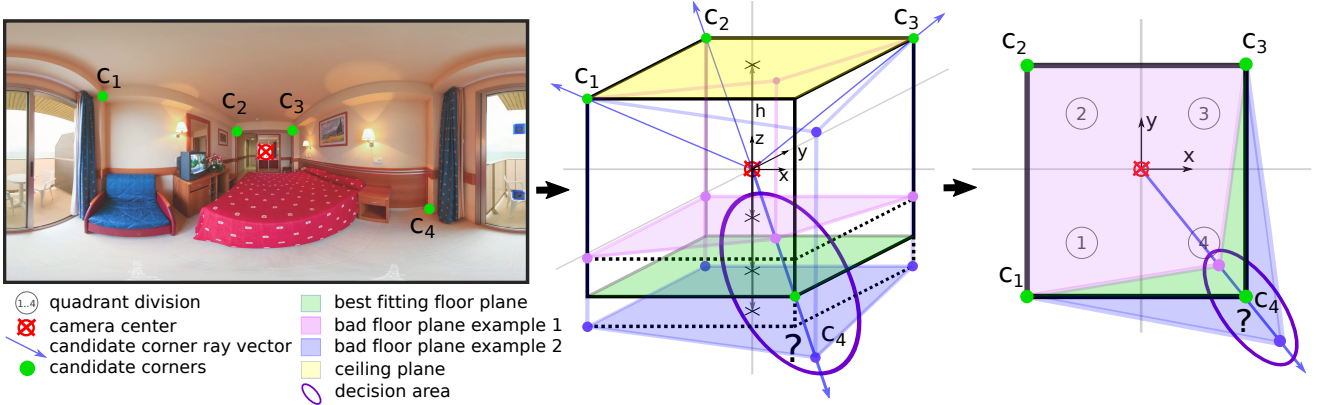 C1
C2
C3
C4
1..4 quadrant division
camera center
candidate corner ray vector
candidate corners
best fitting floor plane
bad floor plane example 1
bad floor plane example 2
ceiling plane
decision area
C2
C3
C1
h
z
y
x
?
C4
C2
C3
2
3
y
x
1
4
C1
C4
?